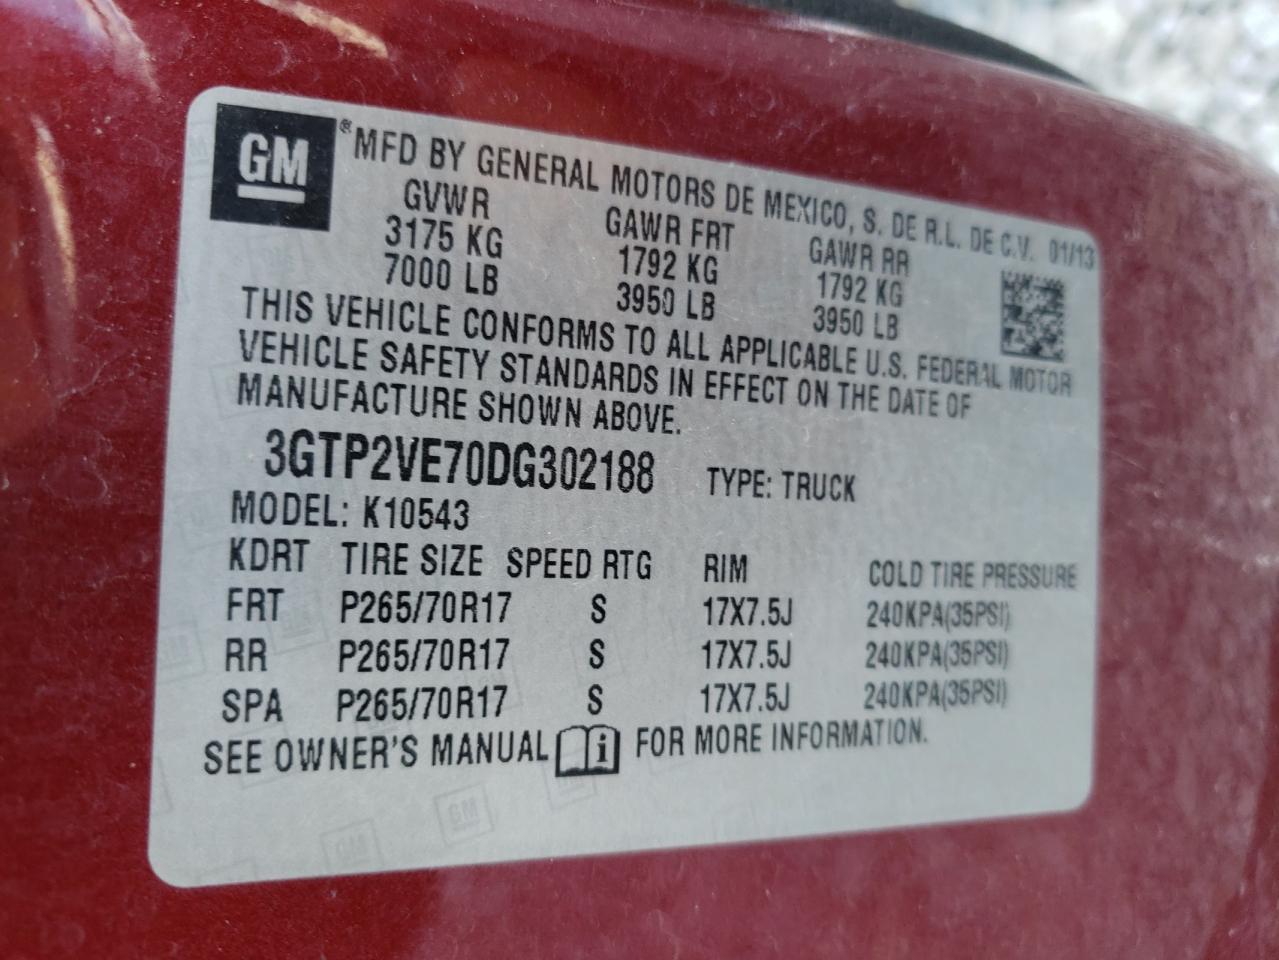 GM ® MFD BY GENERAL MOTORS DE MEXICO, S. DE R.L. DE C.V. 01/13
GVWR GAWR FRT GAWR RR
3175 KG 1792 KG 1792 KG
7000 LB 3950 LB 3950 LB
THIS VEHICLE CONFORMS TO ALL APPLICABLE U.S. FEDERAL MOTOR
VEHICLE SAFETY STANDARDS IN EFFECT ON THE DATE OF
MANUFACTURE SHOWN ABOVE.
3GTP2VE70DG302188 TYPE: TRUCK
MODEL: K10543
KDRT TIRE SIZE SPEED RTG RIM COLD TIRE PRESSURE
FRT P265/70R17 S 17X7.5J 240KPA(35PSI)
RR P265/70R17 S 17X7.5J 240KPA(35PSI)
SPA P265/70R17 S 17X7.5J 240KPA(35PSI)
SEE OWNER'S MANUAL i FOR MORE INFORMATION.